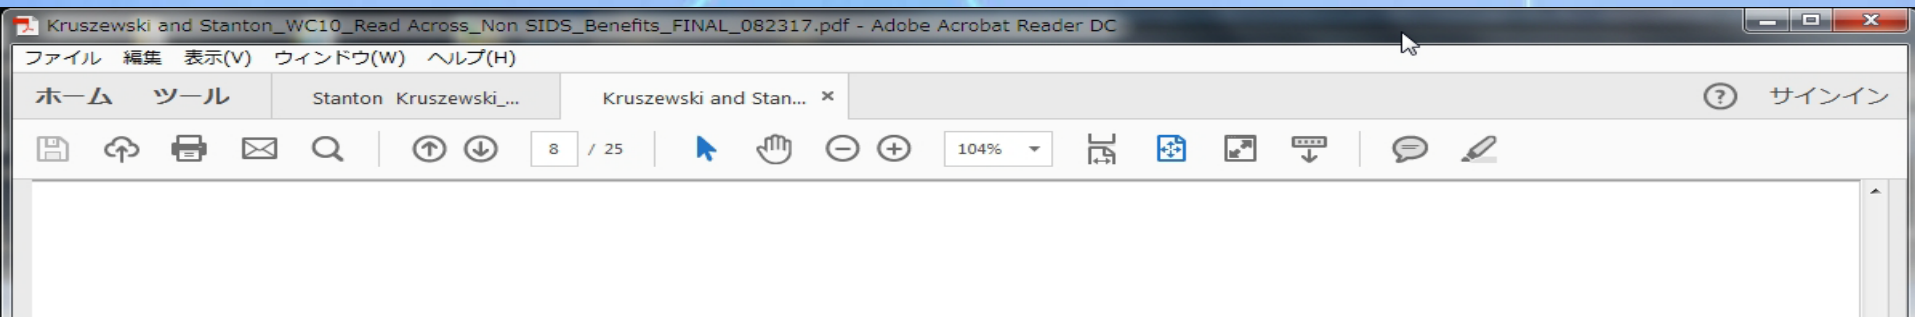 Kruszewski and Stanton_WC10_Read Across_Non SIDS_Benefits_FINAL_082317.pdf - Adobe Acrobat Reader DC
ファイル 編集 表示(V) ウィンドウ(W) ヘルプ(H)
ホーム ツール Stanton Kruszewski_... Kruszewski and Stan... × ? サインイン
8 / 25 104%